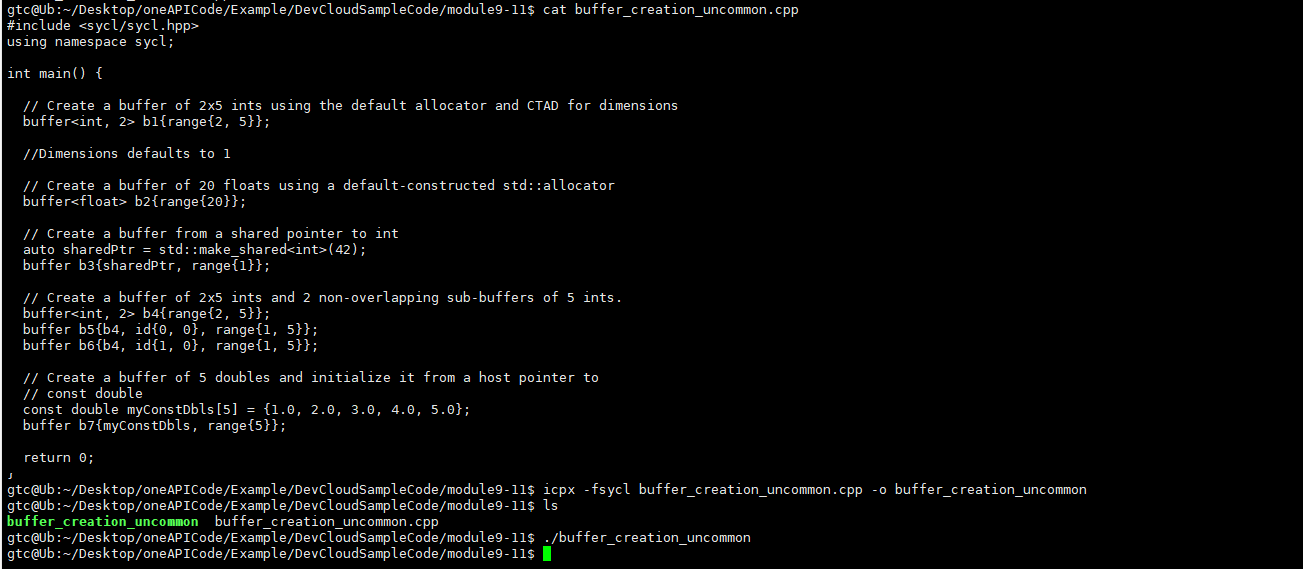 gtc@Ub:~/Desktop/oneAPICode/Example/DevCloudSampleCode/module9-11$ cat buffer_creation_uncommon.cpp
#include <sycl/sycl.hpp>
using namespace sycl;

int main() {

  // Create a buffer of 2x5 ints using the default allocator and CTAD for dimensions
  buffer<int, 2> b1{range{2, 5}};

  //Dimensions defaults to 1

  // Create a buffer of 20 floats using a default-constructed std::allocator
  buffer<float> b2{range{20}};

  // Create a buffer from a shared pointer to int
  auto sharedPtr = std::make_shared<int>(42);
  buffer b3{sharedPtr, range{1}};

  // Create a buffer of 2x5 ints and 2 non-overlapping sub-buffers of 5 ints.
  buffer<int, 2> b4{range{2, 5}};
  buffer b5{b4, id{0, 0}, range{1, 5}};
  buffer b6{b4, id{1, 0}, range{1, 5}};

  // Create a buffer of 5 doubles and initialize it from a host pointer to
  // const double
  const double myConstDbls[5] = {1.0, 2.0, 3.0, 4.0, 5.0};
  buffer b7{myConstDbls, range{5}};

  return 0;
}
gtc@Ub:~/Desktop/oneAPICode/Example/DevCloudSampleCode/module9-11$ icpx -fsycl buffer_creation_uncommon.cpp -o buffer_creation_uncommon
gtc@Ub:~/Desktop/oneAPICode/Example/DevCloudSampleCode/module9-11$ ls
buffer_creation_uncommon  buffer_creation_uncommon.cpp
gtc@Ub:~/Desktop/oneAPICode/Example/DevCloudSampleCode/module9-11$ ./buffer_creation_uncommon
gtc@Ub:~/Desktop/oneAPICode/Example/DevCloudSampleCode/module9-11$